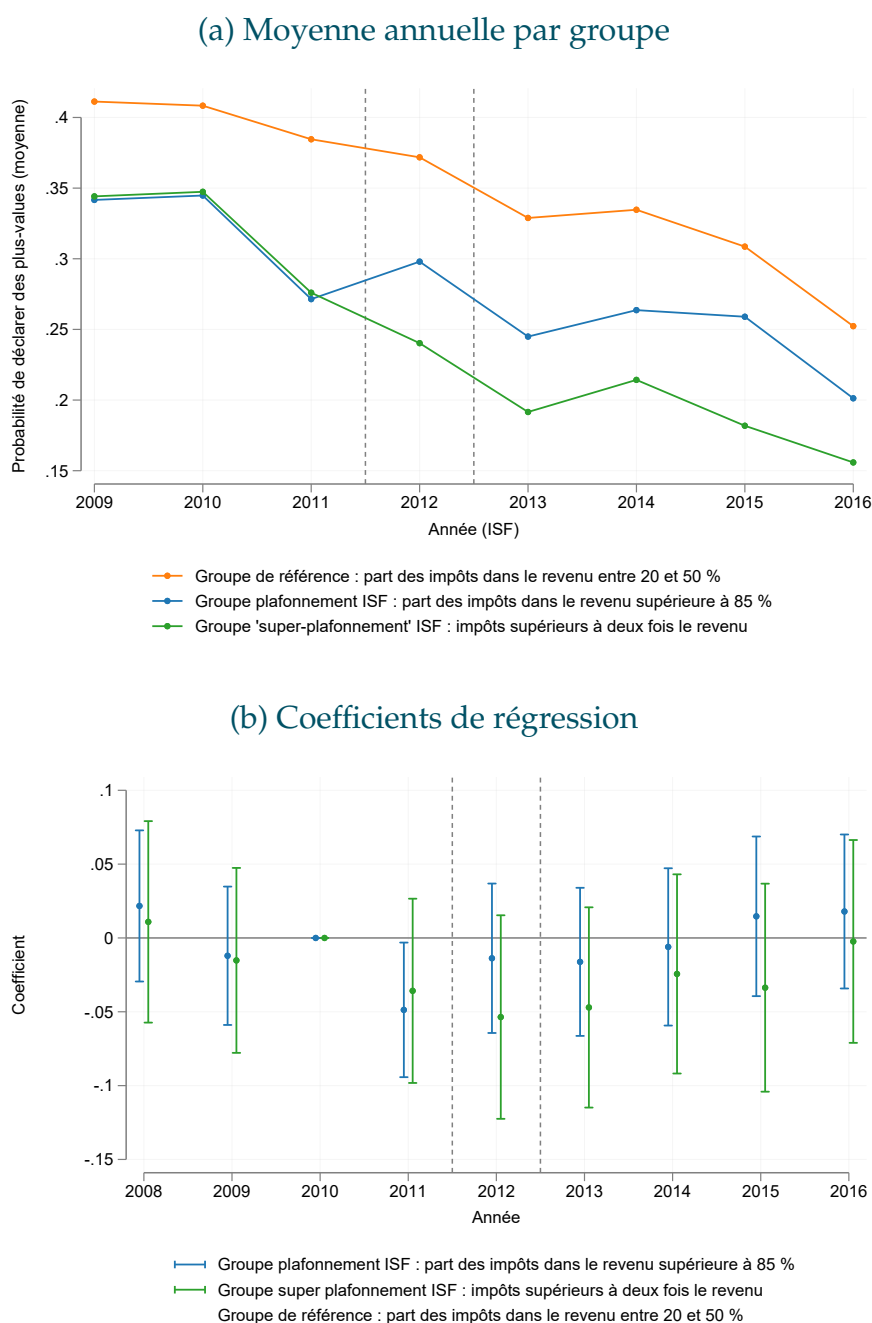 (a) Moyenne annuelle par groupe
Probabilité de déclarer des plus-values (moyenne)
.4
.35
.3
.25
.2
.15
2009 2010 2011 2012 2013 2014 2015 2016
Année (ISF)
Groupe de référence : part des impôts dans le revenu entre 20 et 50 %
Groupe plafonnement ISF : part des impôts dans le revenu supérieure à 85 %
Groupe 'super-plafonnement' ISF : impôts supérieurs à deux fois le revenu
(b) Coefficients de régression
Coefficient
.1
.05
0
-.05
-.1
-.15
2008 2009 2010 2011 2012 2013 2014 2015 2016
Année
Groupe plafonnement ISF : part des impôts dans le revenu supérieure à 85 %
Groupe super plafonnement ISF : impôts supérieurs à deux fois le revenu
Groupe de référence : part des impôts dans le revenu entre 20 et 50 %